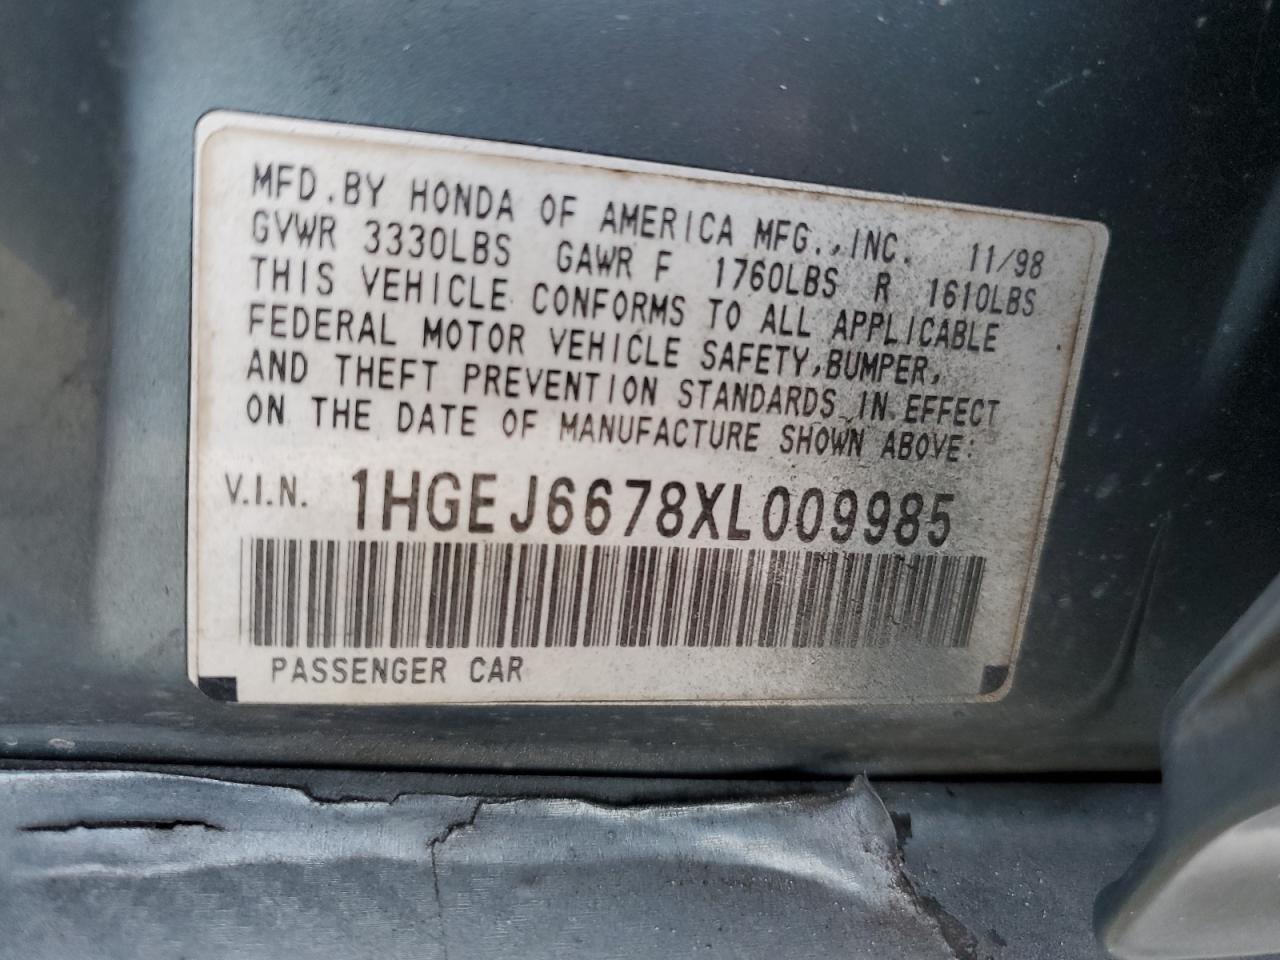 MFD.BY HONDA OF AMERICA MFG.,INC. 11/98
GVWR 3330LBS GAWR F 1760LBS R 1610LBS
THIS VEHICLE CONFORMS TO ALL APPLICABLE
FEDERAL MOTOR VEHICLE SAFETY,BUMPER,
AND THEFT PREVENTION STANDARDS IN EFFECT
ON THE DATE OF MANUFACTURE SHOWN ABOVE:
V.I.N. 1HGEJ6678XL009985
PASSENGER CAR